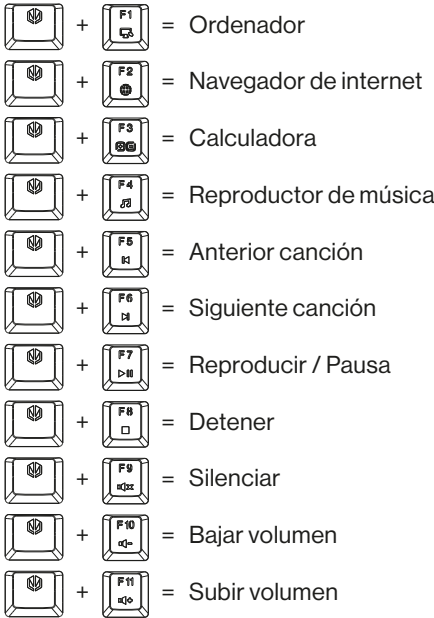 + F1 = Ordenador
+ F2 = Navegador de internet
+ F3 = Calculadora
+ F4 = Reproductor de música
+ F5 = Anterior canción
+ F6 = Siguiente canción
+ F7 = Reproducir / Pausa
+ F8 = Detener
+ F9 = Silenciar
+ F10 = Bajar volumen
+ F11 = Subir volumen